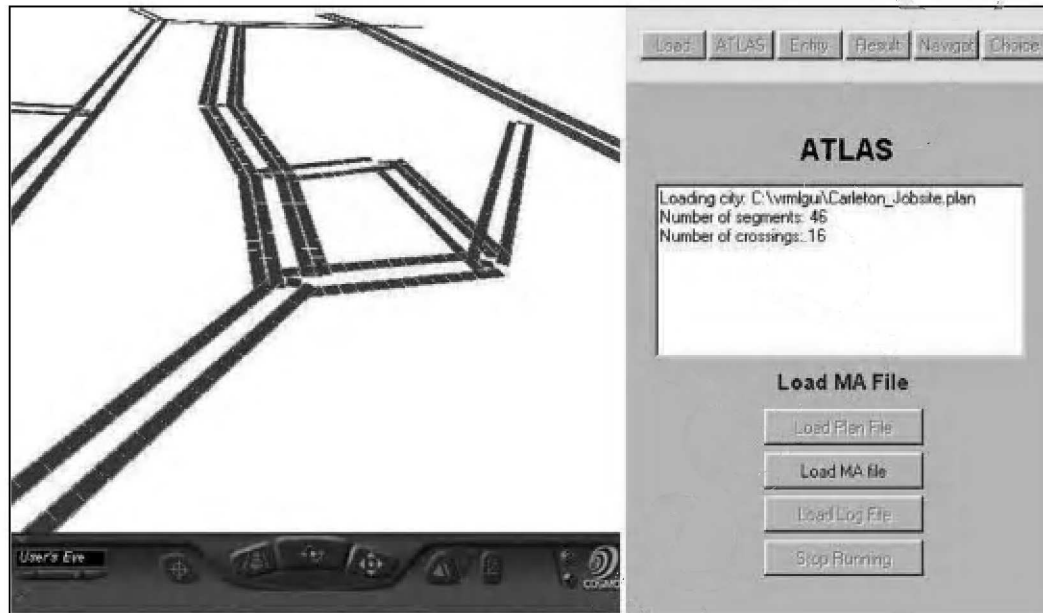 Load ATLAS Entity Result Navigat Choice
ATLAS
Loading city: C:\vrmlgui\Carleton_Jobsite.plan
Number of segments: 46
Number of crossings: 16
Load MA File
Load Plan File
Load MA file
Load Log File
Stop Running
User's Eye
COSMO